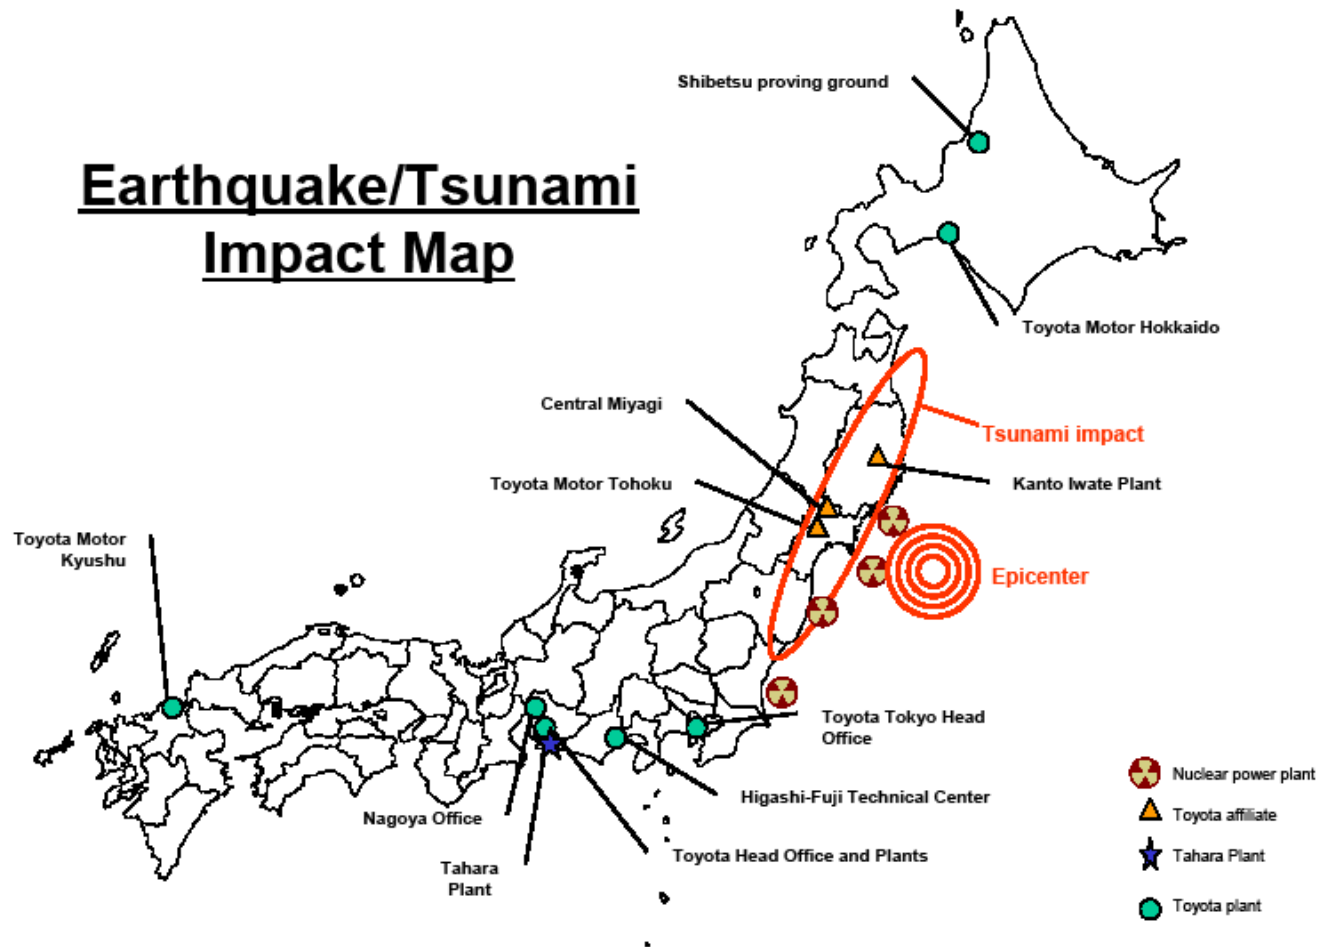 Shibetsu proving ground
Earthquake/Tsunami
Impact Map
Toyota Motor Hokkaido
Central Miyagi
Tsunami impact
Toyota Motor Tohoku
Kanto Iwate Plant
Toyota Motor
Kyushu
Epicenter
Toyota Tokyo Head
Office
Nuclear power plant
Higashi-Fuji Technical Center
Nagoya Office
Toyota affiliate
Toyota Head Office and Plants
Tahara Plant
Tahara
Plant
Toyota plant